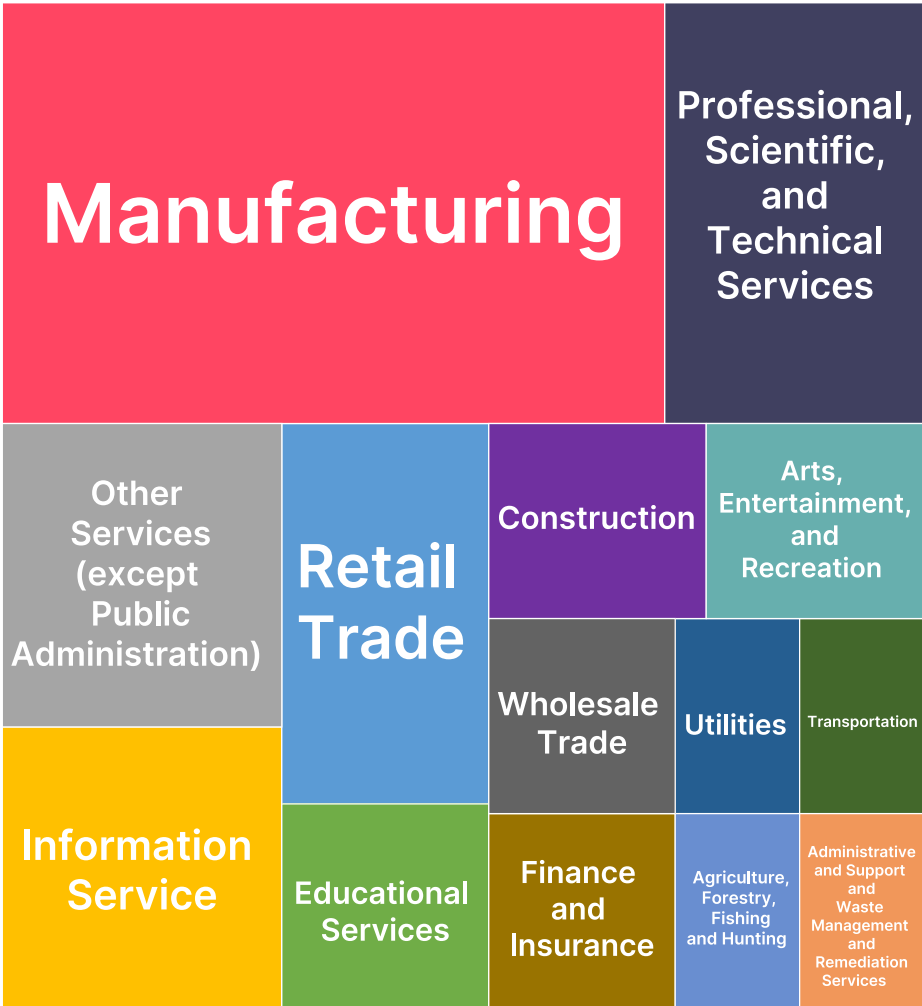 Manufacturing
Professional,
Scientific,
and
Technical
Services
Other
Services
(except
Public
Administration)
Retail
Trade
Construction
Arts,
Entertainment,
and
Recreation
Wholesale
Trade
Utilities
Transportation
Information
Service
Educational
Services
Finance
and
Insurance
Agriculture,
Forestry,
Fishing
and Hunting
Administrative
and Support
and
Waste
Management
and
Remediation
Services